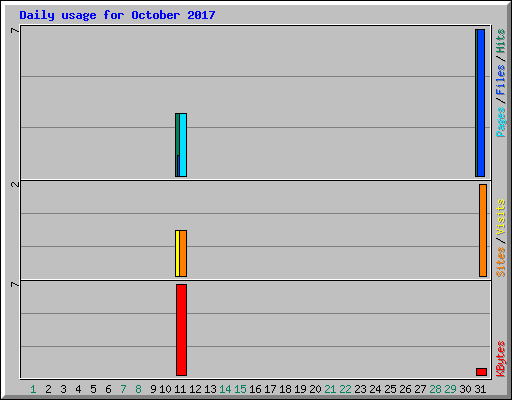 Daily usage for October 2017
7
Pages / Files / Hits
2
Sites / Visits
7
KBytes
1 2 3 4 5 6 7 8 9 10 11 12 13 14 15 16 17 18 19 20 21 22 23 24 25 26 27 28 29 30 31